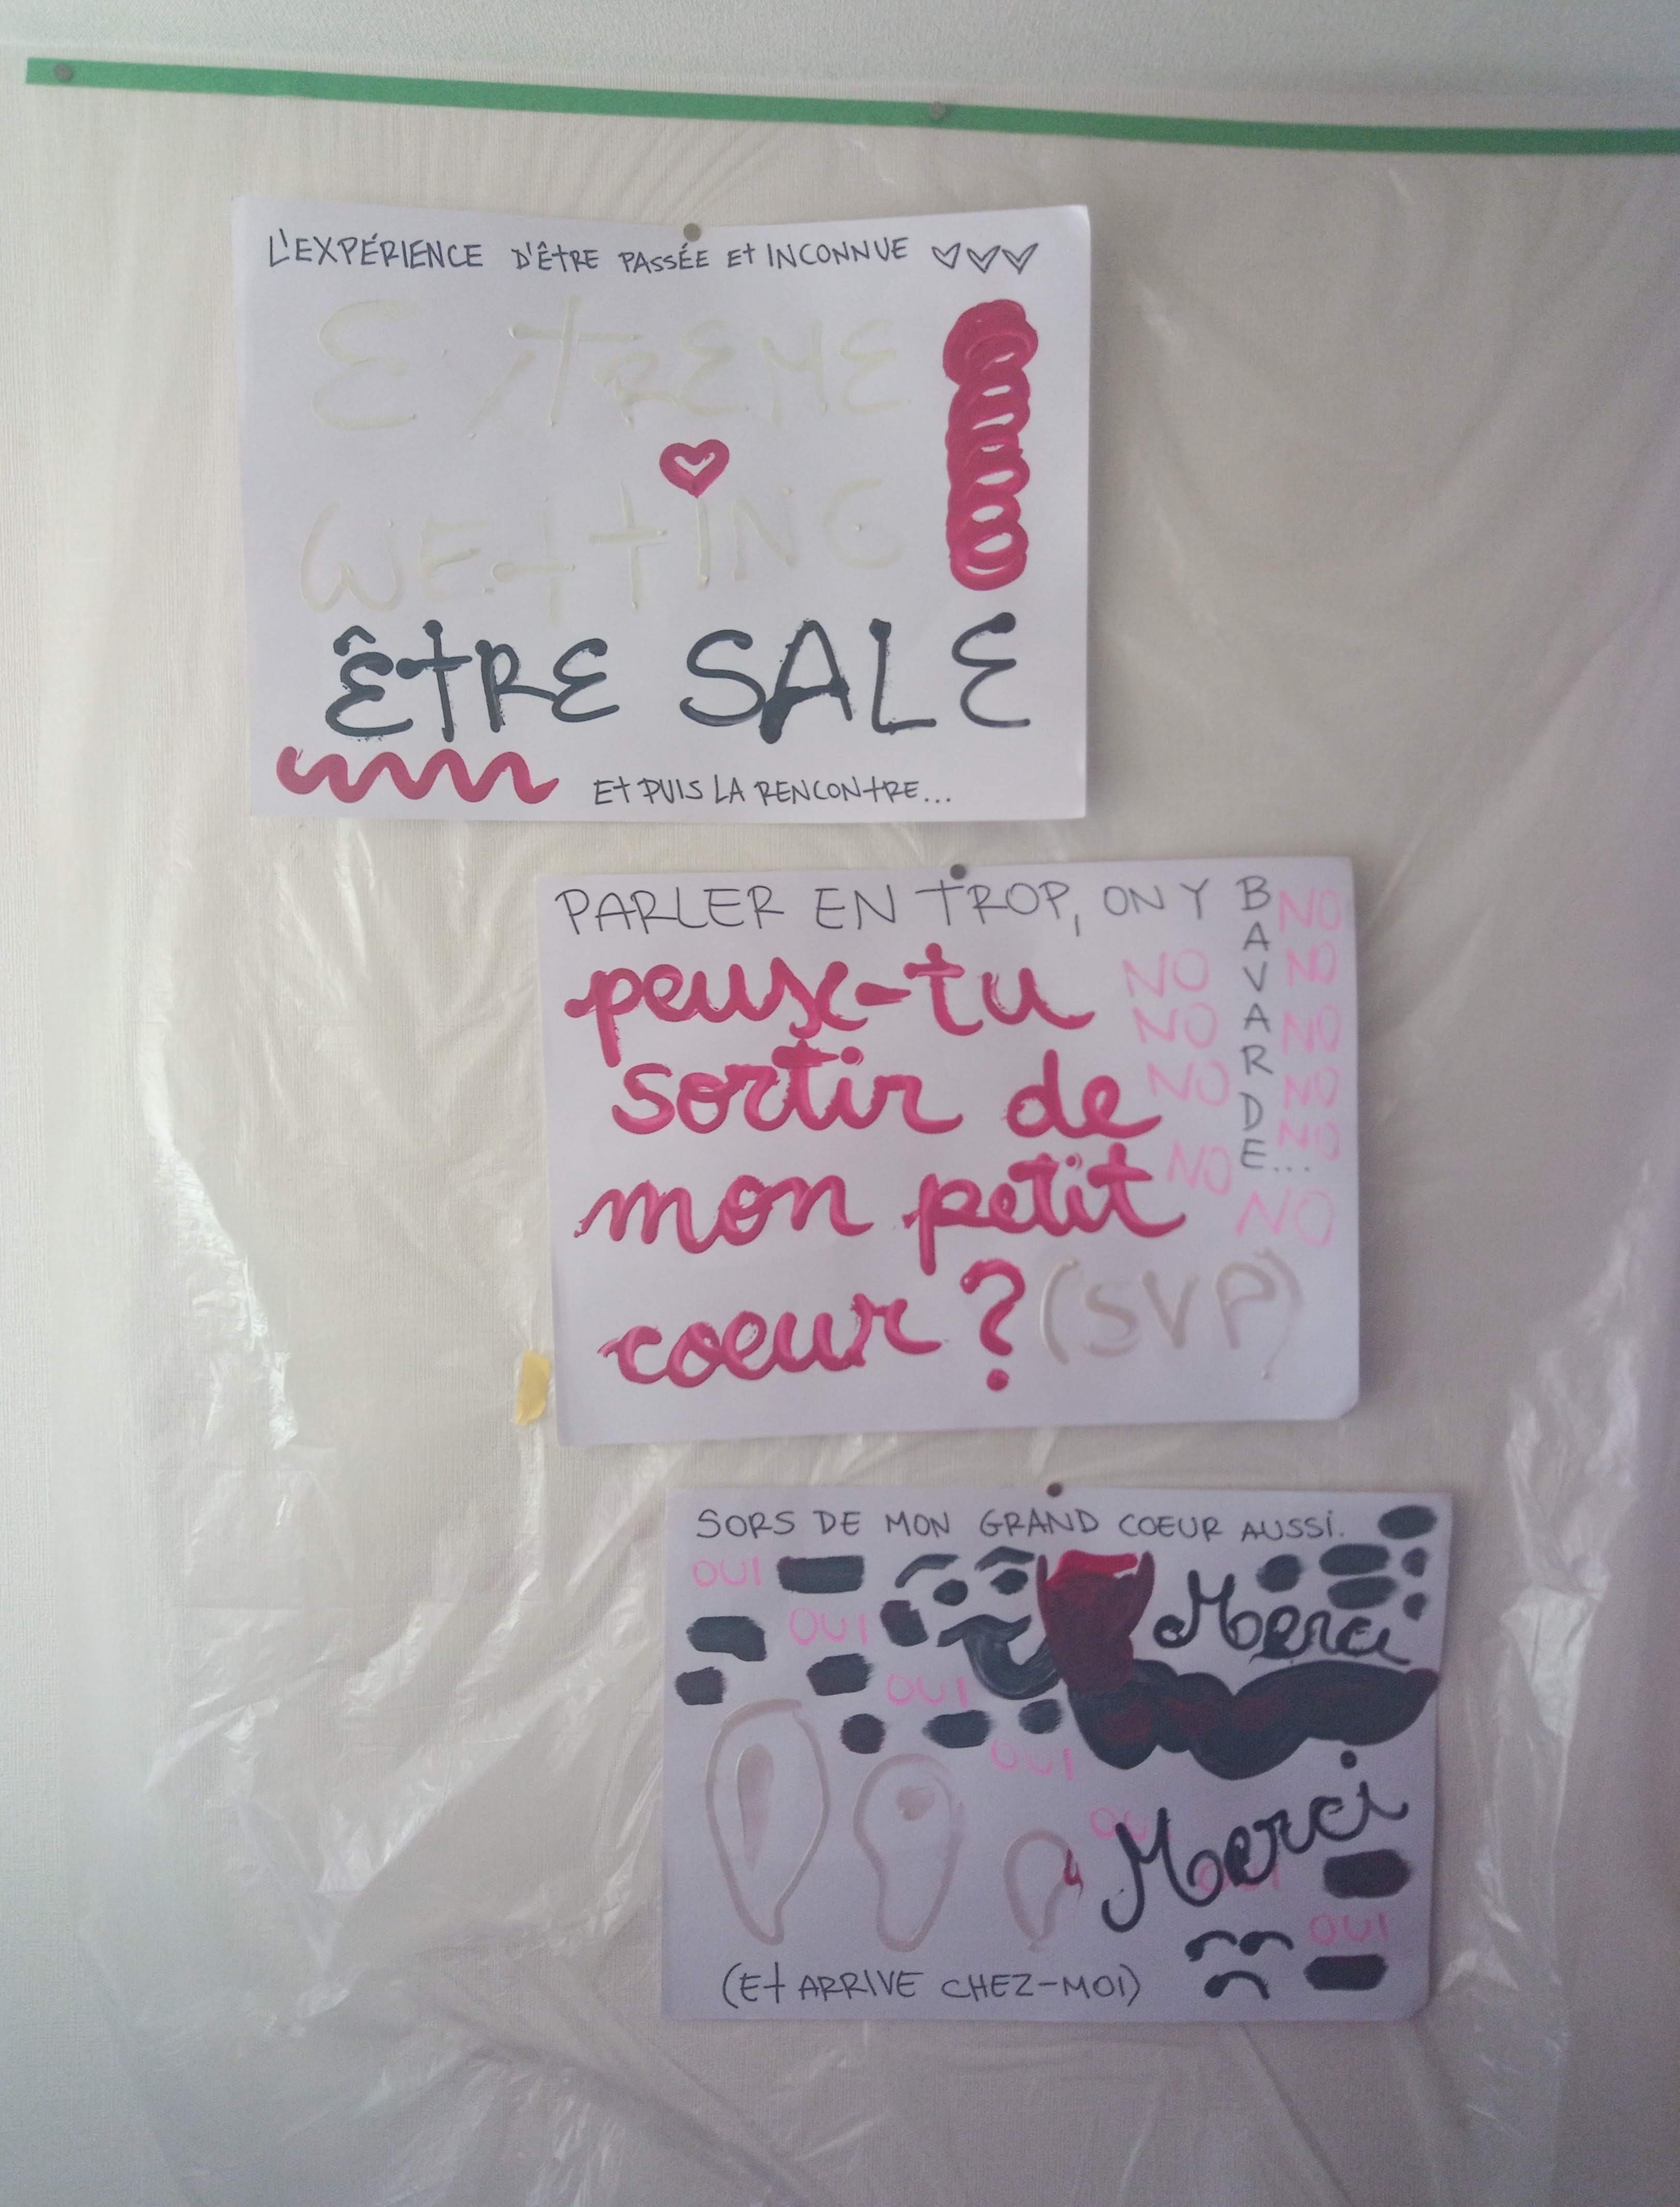 L'EXPÉRIENCE D'ÊTRE PASSÉE ET INCONNUE
EXTREME
WETTING
ÊTRE SALE
ET PUIS LA RENCONTRE...
PARLER EN TROP, ON Y BAVARDE...
NO
NO
NO
NO
NO
NO
NO
NO
NO
NO
peux-tu
sortir de
mon petit
coeur ? (SVP)
SORS DE MON GRAND COEUR AUSSI.
OUI
OUI
OUI
OUI
Merci
OUI
Merci
OUI
OUI
(ET ARRIVE CHEZ-MOI)